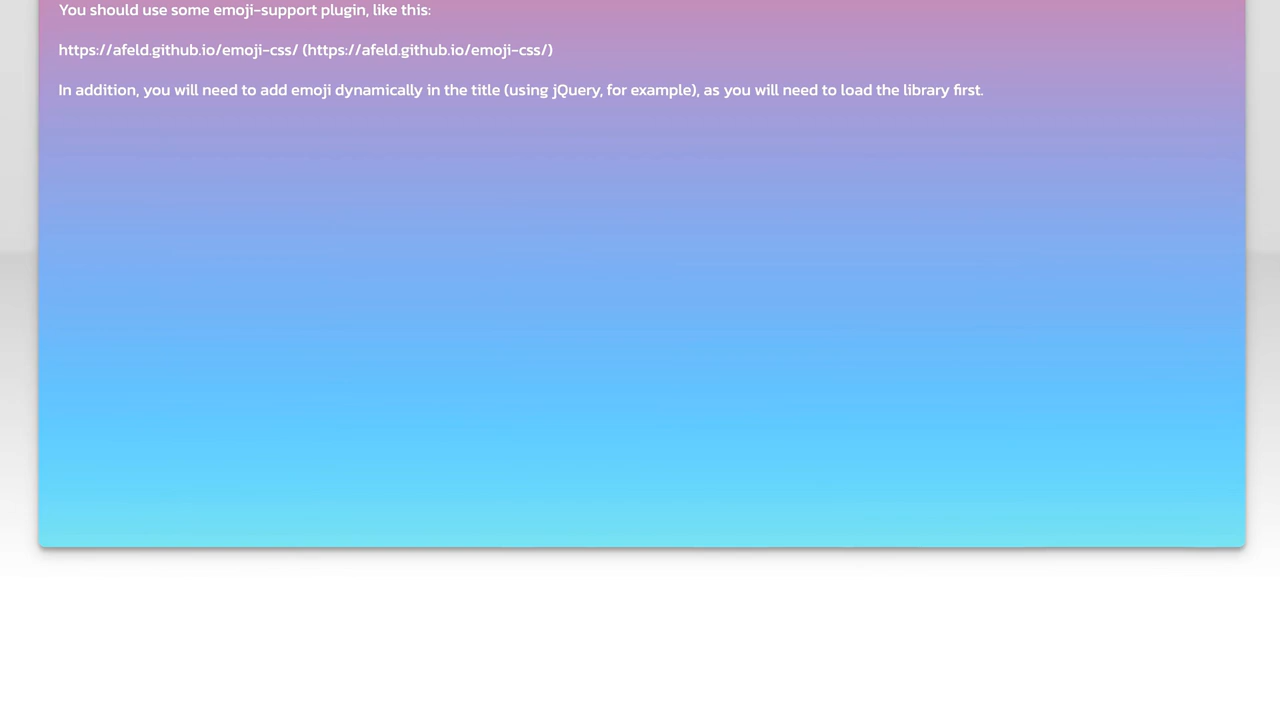 You should use some emoji-support plugin, like this:
https://afeld.github.io/emoji-css/ (https://afeld.github.io/emoji-css/)
In addition, you will need to add emoji dynamically in the title (using jQuery, for example), as you will need to load the library first.